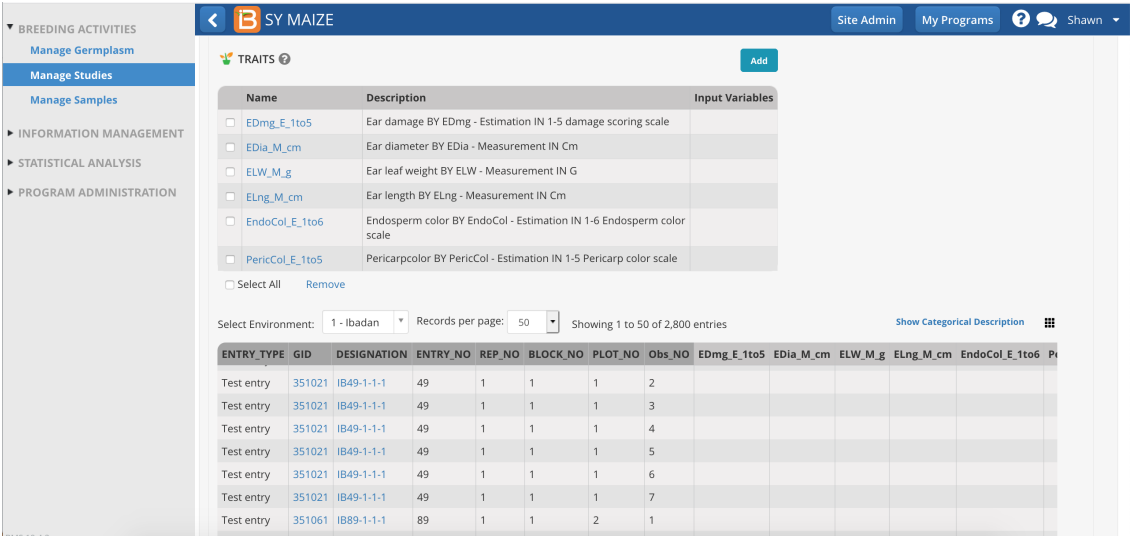 BREEDING ACTIVITIES
Manage Germplasm
Manage Studies
Manage Samples
INFORMATION MANAGEMENT
STATISTICAL ANALYSIS
PROGRAM ADMINISTRATION
SY MAIZE
Site Admin
My Programs
Shawn
TRAITS
Add
Name Description Input Variables
EDmg_E_1to5 Ear damage BY EDmg - Estimation IN 1-5 damage scoring scale
EDia_M_cm Ear diameter BY EDia - Measurement IN Cm
ELW_M_g Ear leaf weight BY ELW - Measurement IN G
ELng_M_cm Ear length BY ELng - Measurement IN Cm
EndoCol_E_1to6 Endosperm color BY EndoCol - Estimation IN 1-6 Endosperm color
scale
PericCol_E_1to5 Pericarpcolor BY PericCol - Estimation IN 1-5 Pericarp color scale
Select All Remove
Select Environment: 1 - Ibadan Records per page: 50 Showing 1 to 50 of 2,800 entries Show Categorical Description
ENTRY_TYPE GID DESIGNATION ENTRY_NO REP_NO BLOCK_NO PLOT_NO Obs_NO EDmg_E_1to5 EDia_M_cm ELW_M_g ELng_M_cm EndoCol_E_1to6
Test entry 351021 IB49-1-1-1 49 1 1 1 2
Test entry 351021 IB49-1-1-1 49 1 1 1 3
Test entry 351021 IB49-1-1-1 49 1 1 1 4
Test entry 351021 IB49-1-1-1 49 1 1 1 5
Test entry 351021 IB49-1-1-1 49 1 1 1 6
Test entry 351021 IB49-1-1-1 49 1 1 1 7
Test entry 351061 IB89-1-1-1 89 1 1 2 1